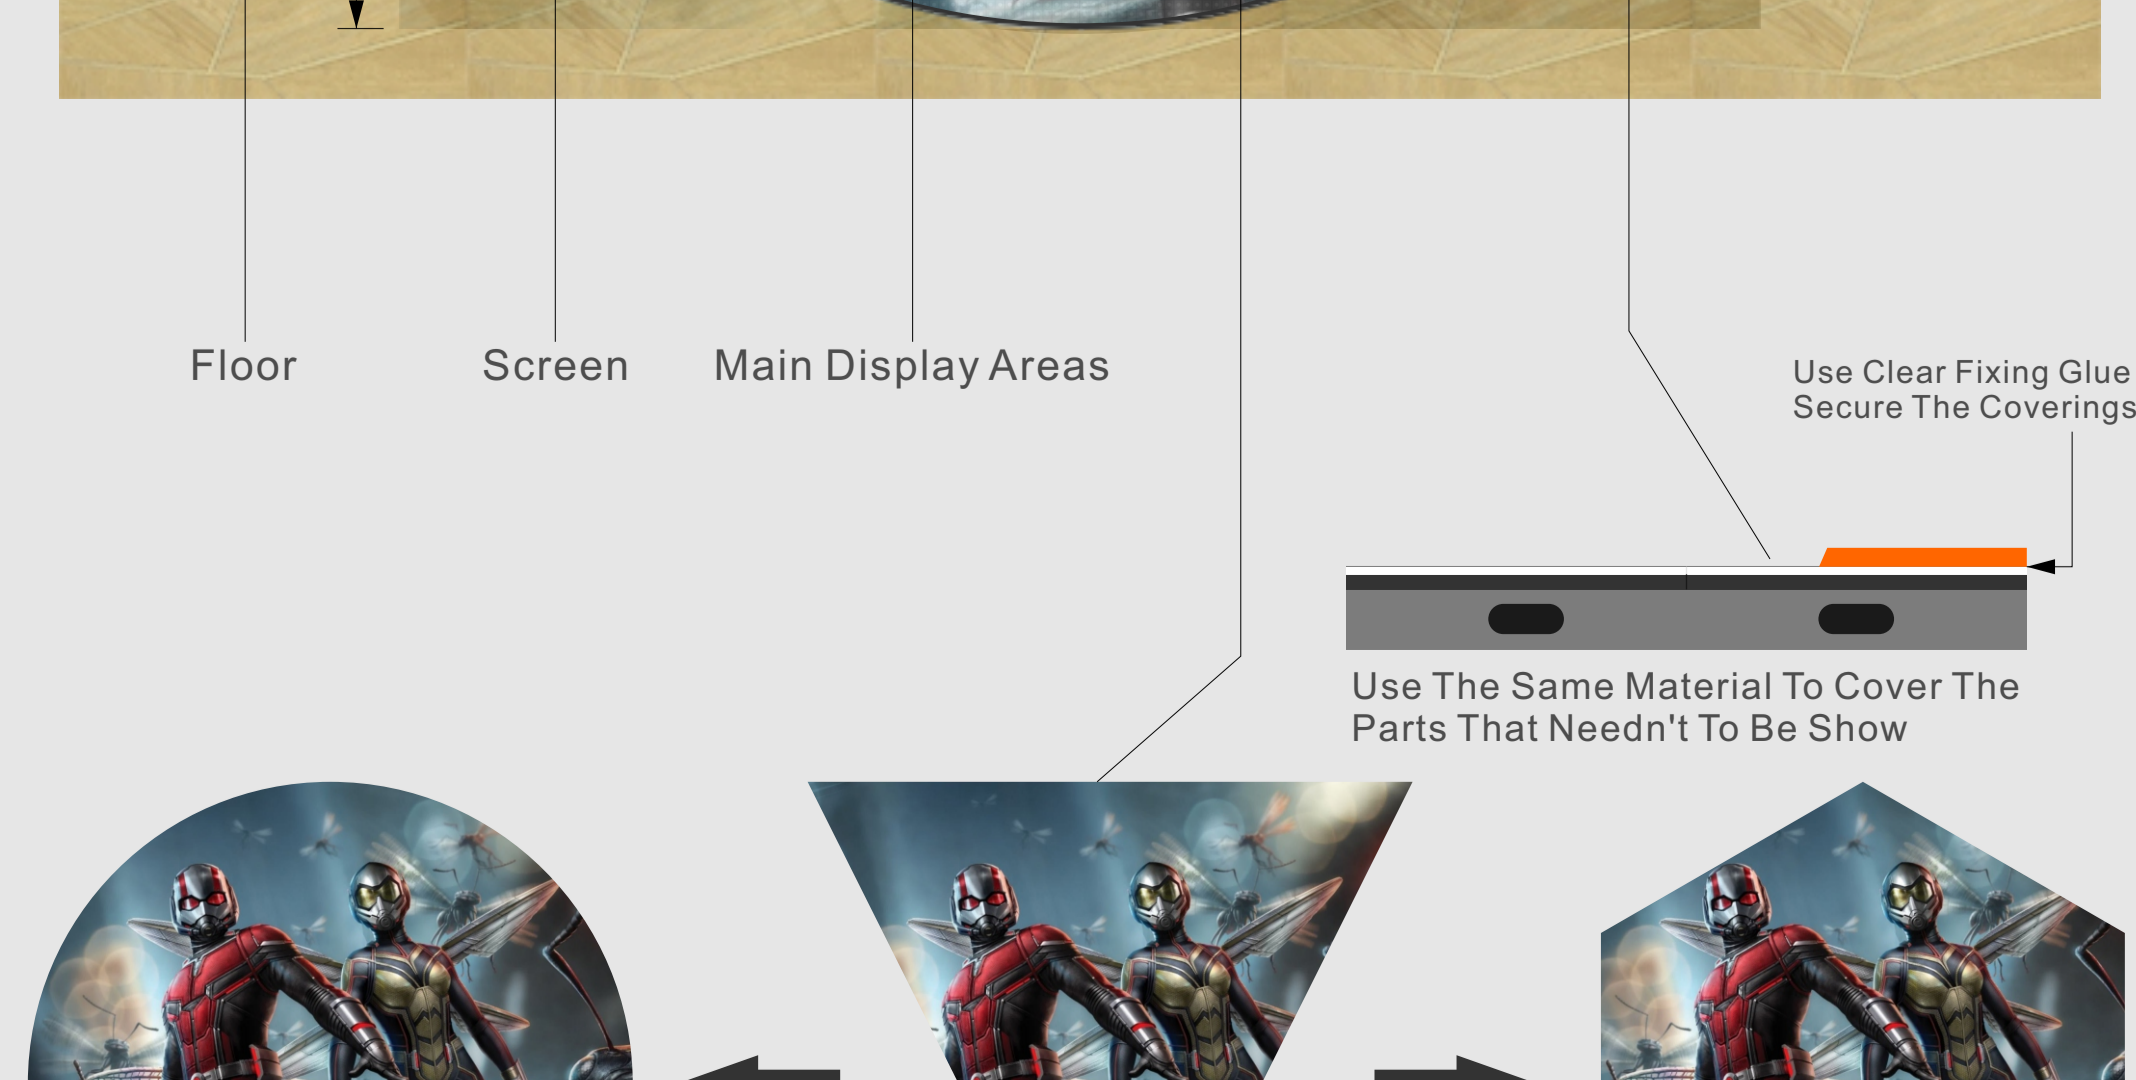 Floor
Screen
Main Display Areas
Use Clear Fixing Glue
Secure The Coverings
Use The Same Material To Cover The
Parts That Needn't To Be Show